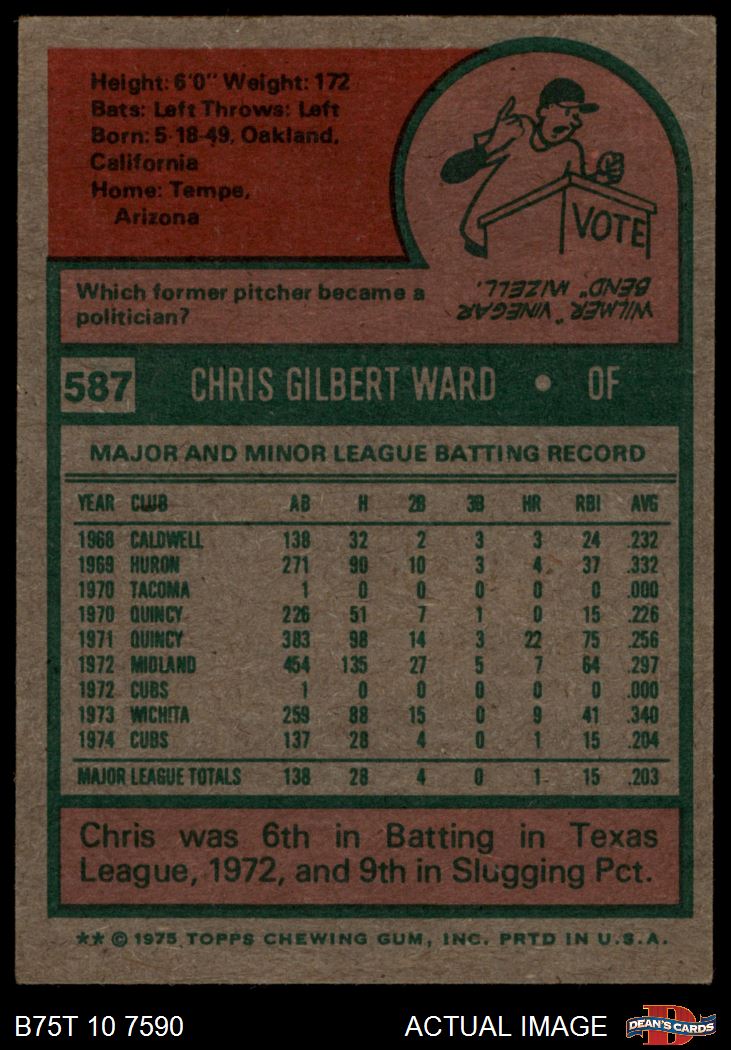 Height: 6'0" Weight: 172
Bats: Left Throws: Left
Born: 5-18-49, Oakland,
California
Home: Tempe,
Arizona
VOTE
Which former pitcher became a
politician?
WILMER "VINEGAR
BEND" MIZELL.
587 CHRIS GILBERT WARD • OF
MAJOR AND MINOR LEAGUE BATTING RECORD
YEAR CLUB AB H 2B 3B HR RBI AVG
1968 CALDWELL 138 32 2 3 3 24 .232
1969 HURON 271 90 10 3 4 37 .332
1970 TACOMA 1 0 0 0 0 0 .000
1970 QUINCY 226 51 7 1 0 15 .226
1971 QUINCY 383 98 14 3 22 75 .256
1972 MIDLAND 454 135 27 5 7 64 .297
1972 CUBS 1 0 0 0 0 0 .000
1973 WICHITA 259 88 15 0 9 41 .340
1974 CUBS 137 28 4 0 1 15 .204
MAJOR LEAGUE TOTALS 138 28 4 0 1 15 .203
Chris was 6th in Batting in Texas
League, 1972, and 9th in Slugging Pct.
** © 1975 TOPPS CHEWING GUM, INC. PRTD IN U.S.A.
B75T 10 7590 ACTUAL IMAGE D DEAN'S CARDS